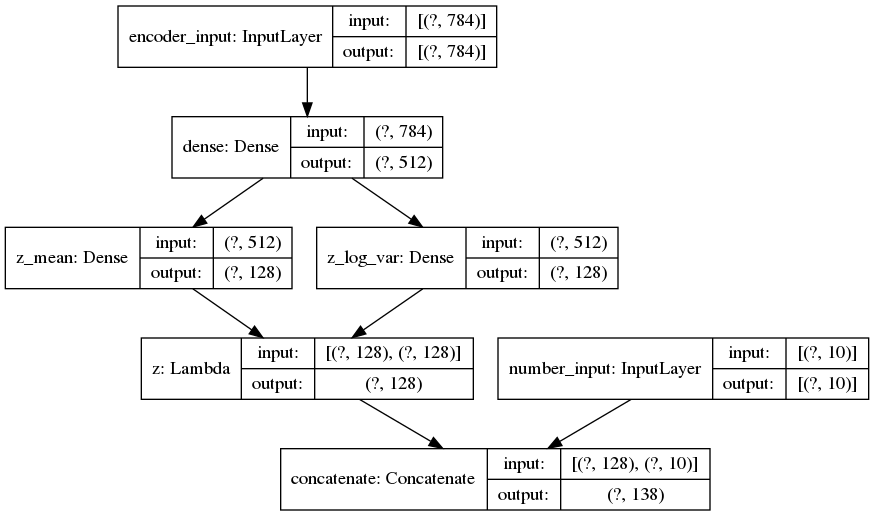 encoder_input: InputLayer
input: [(?, 784)]
output: [(?, 784)]
dense: Dense
input: (?, 784)
output: (?, 512)
z_mean: Dense
input: (?, 512)
output: (?, 128)
z_log_var: Dense
input: (?, 512)
output: (?, 128)
z: Lambda
input: [(?, 128), (?, 128)]
output: (?, 128)
number_input: InputLayer
input: [(?, 10)]
output: [(?, 10)]
concatenate: Concatenate
input: [(?, 128), (?, 10)]
output: (?, 138)